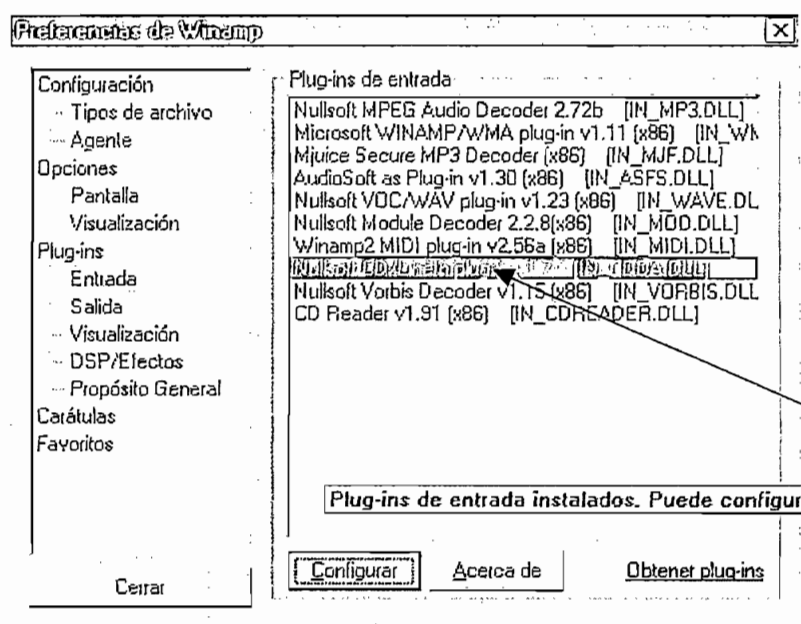 Preferencias de Winamp
Configuración
Tipos de archivo
Agente
Opciones
Pantalla
Visualización
Plug-ins
Entrada
Salida
Visualización
DSP/Efectos
Propósito General
Carátulas
Favoritos
Cerrar
Plug-ins de entrada
Nullsoft MPEG Audio Decoder 2.72b [IN_MP3.DLL]
Microsoft WINAMP/WMA plug-in v1.11 (x86) [IN_WM
Mjuice Secure MP3 Decoder (x86) [IN_MJF.DLL]
AudioSoft as Plug-in v1.30 (x86) [IN_ASFS.DLL]
Nullsoft VOC/WAV plug-in v1.23 (x86) [IN_WAVE.DL
Nullsoft Module Decoder 2.2.8(x86) [IN_MOD.DLL]
Winamp2 MIDI plug-in v2.56a (x86) [IN_MIDI.DLL]
Nullsoft [IN_CDDA.DLL]
Nullsoft Vorbis Decoder v1.15 (x86) [IN_VORBIS.DLL
CD Reader v1.91 (x86) [IN_CDREADER.DLL]
Plug-ins de entrada instalados. Puede configur
Configurar
Acerca de
Obtener plug-ins